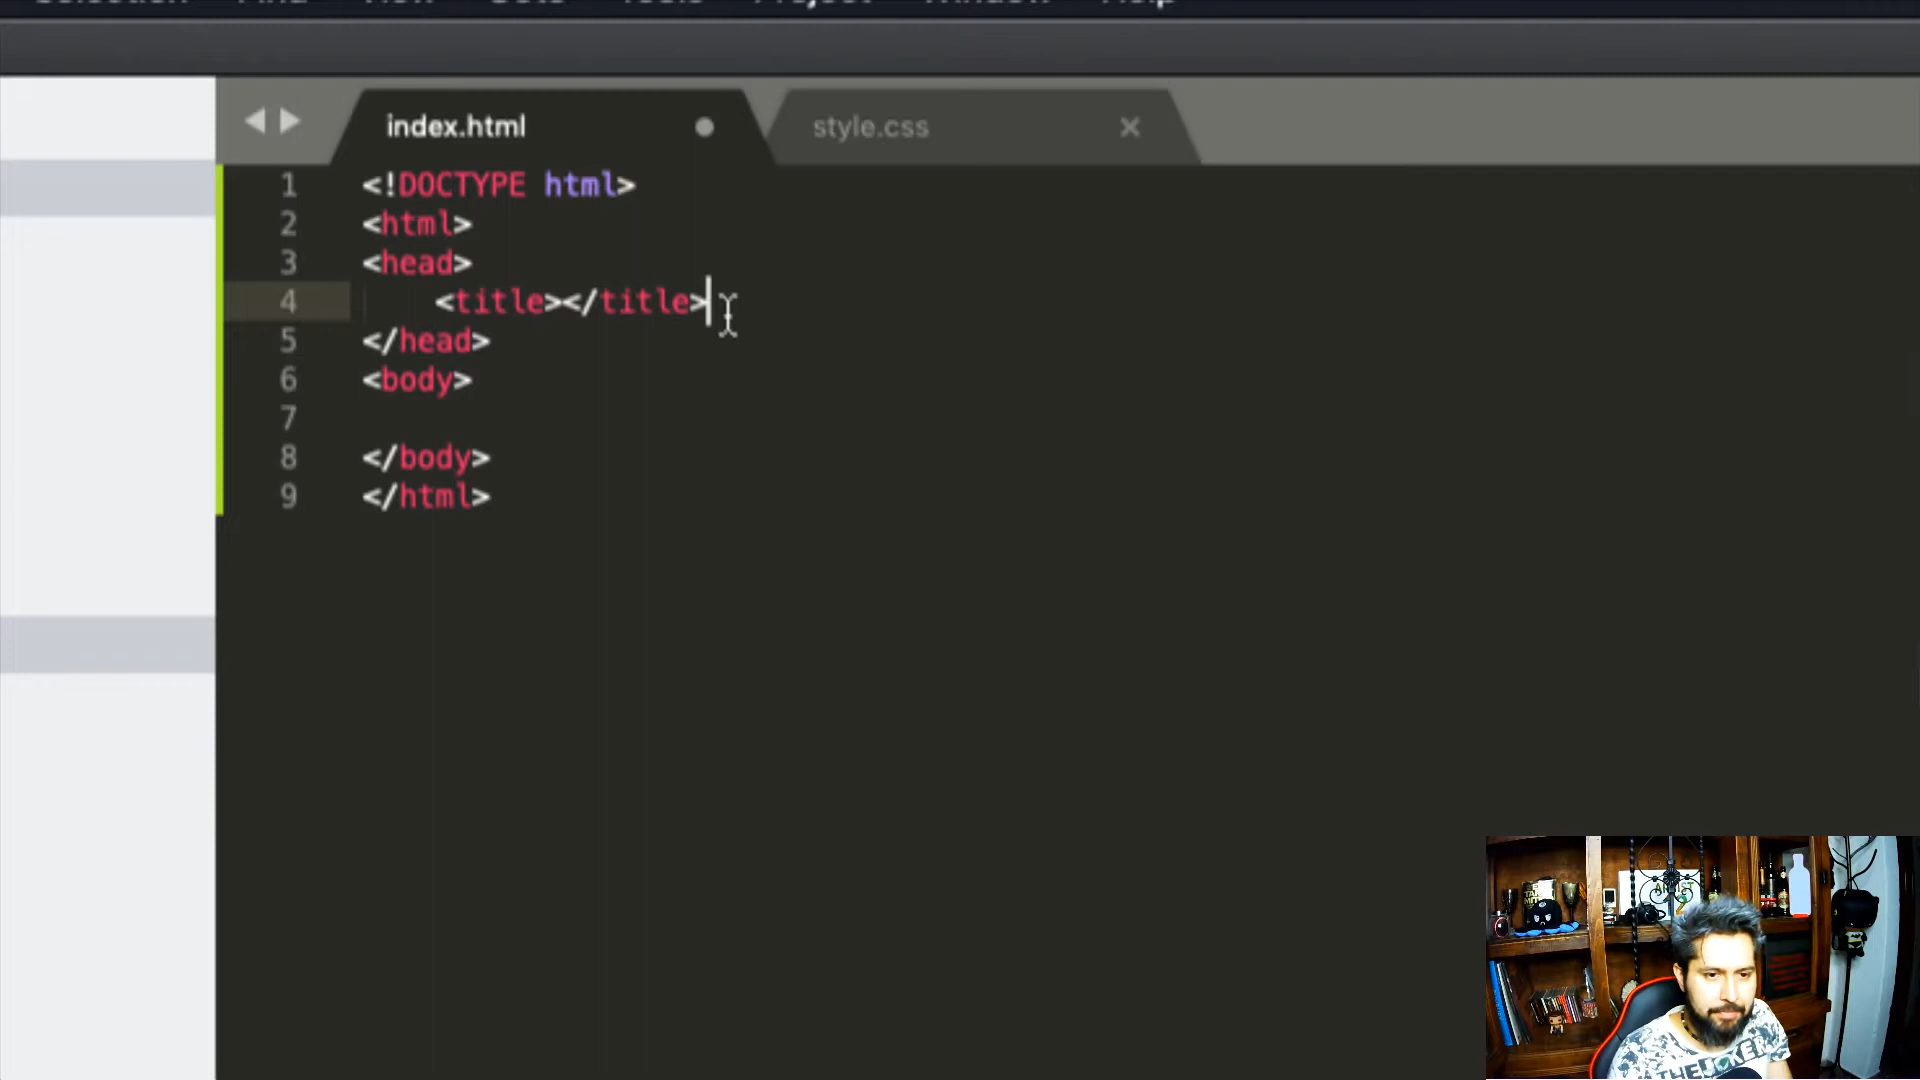 index.html
style.css
1 <!DOCTYPE html>
2 <html>
3 <head>
4 <title></title>
5 </head>
6 <body>
7
8 </body>
9 </html>